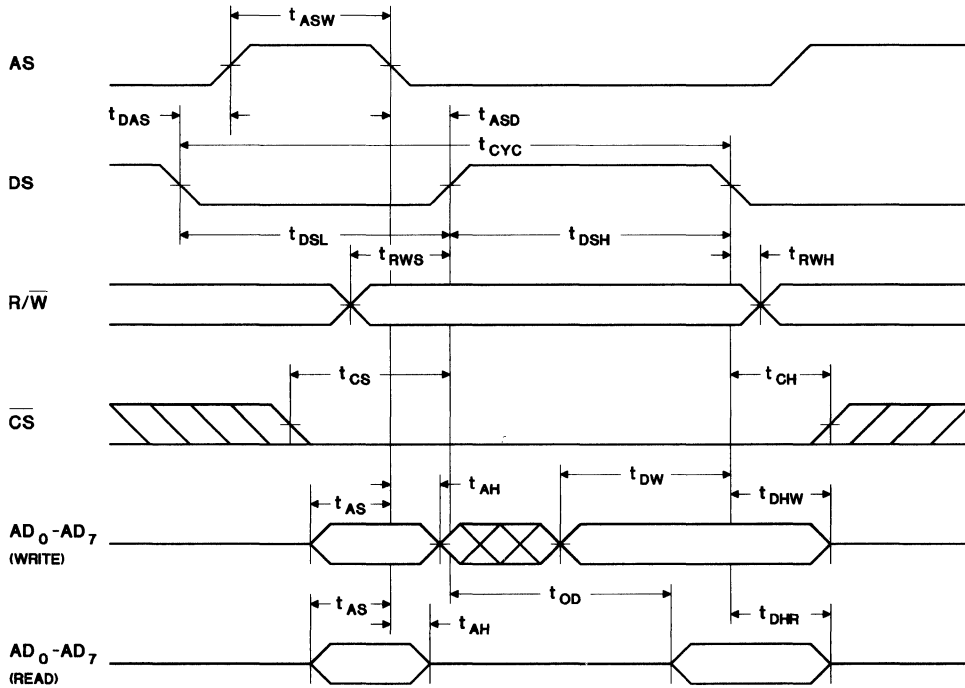 t ASW
AS
t DAS
t ASD
t CYC
DS
t DSL
t DSH
t RWS
t RWH
R/W̅
t CS
t CH
C̅S̅
t DW
t AS
t AH
t DHW
AD 0 -AD 7
(WRITE)
t OD
t AS
t AH
t DHR
AD 0 -AD 7
(READ)